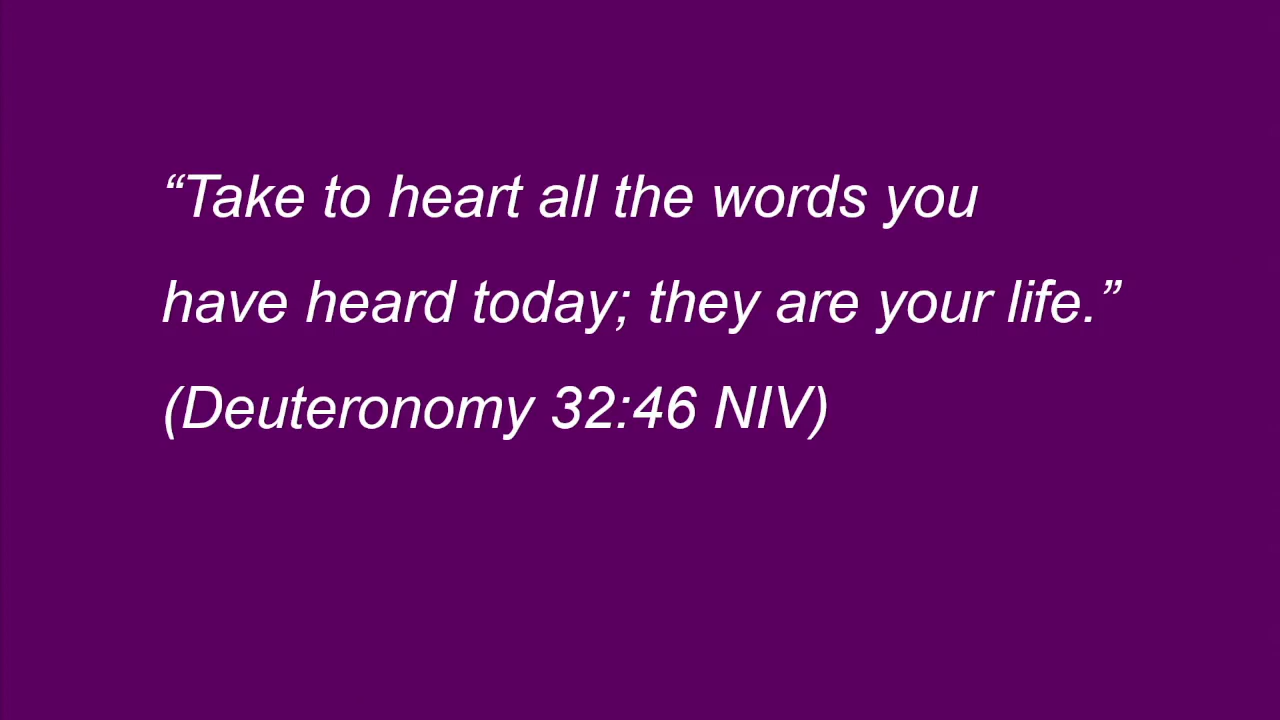 “Take to heart all the words you
have heard today; they are your life.”
(Deuteronomy 32:46 NIV)